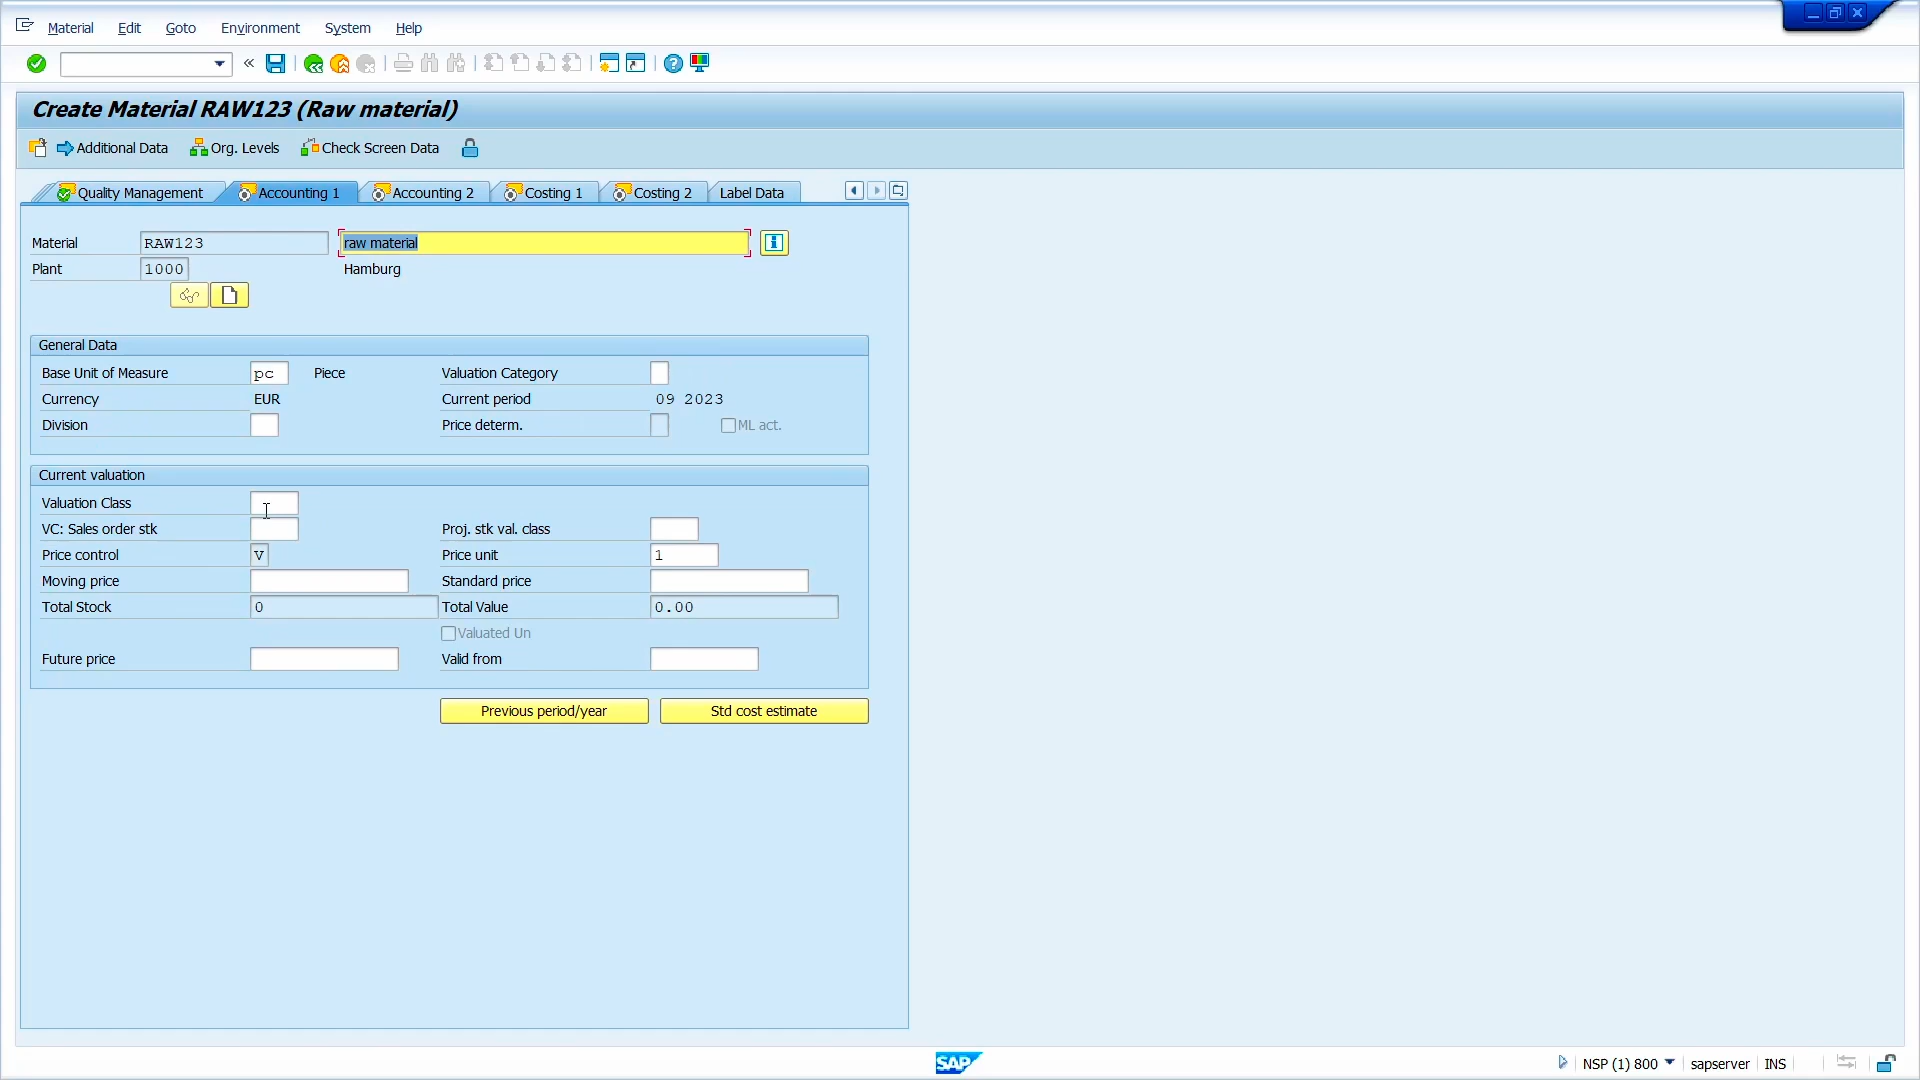 Material Edit Goto Environment System Help
Create Material RAW123 (Raw material)
Additional Data Org. Levels Check Screen Data
Quality Management Accounting 1 Accounting 2 Costing 1 Costing 2 Label Data
Material RAW123 raw material
Plant 1000 Hamburg
General Data
Base Unit of Measure pc Piece Valuation Category
Currency EUR Current period 09 2023
Division Price determ. ML act.
Current valuation
Valuation Class
VC: Sales order stk Proj. stk val. class
Price control V Price unit 1
Moving price Standard price
Total Stock 0 Total Value 0.00
Valuated Un
Future price Valid from
Previous period/year Std cost estimate
SAP NSP (1) 800 sapserver INS